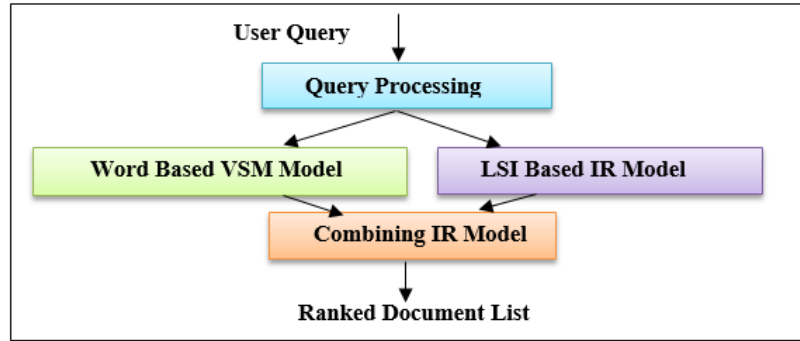 User Query
Query Processing
Word Based VSM Model
LSI Based IR Model
Combining IR Model
Ranked Document List